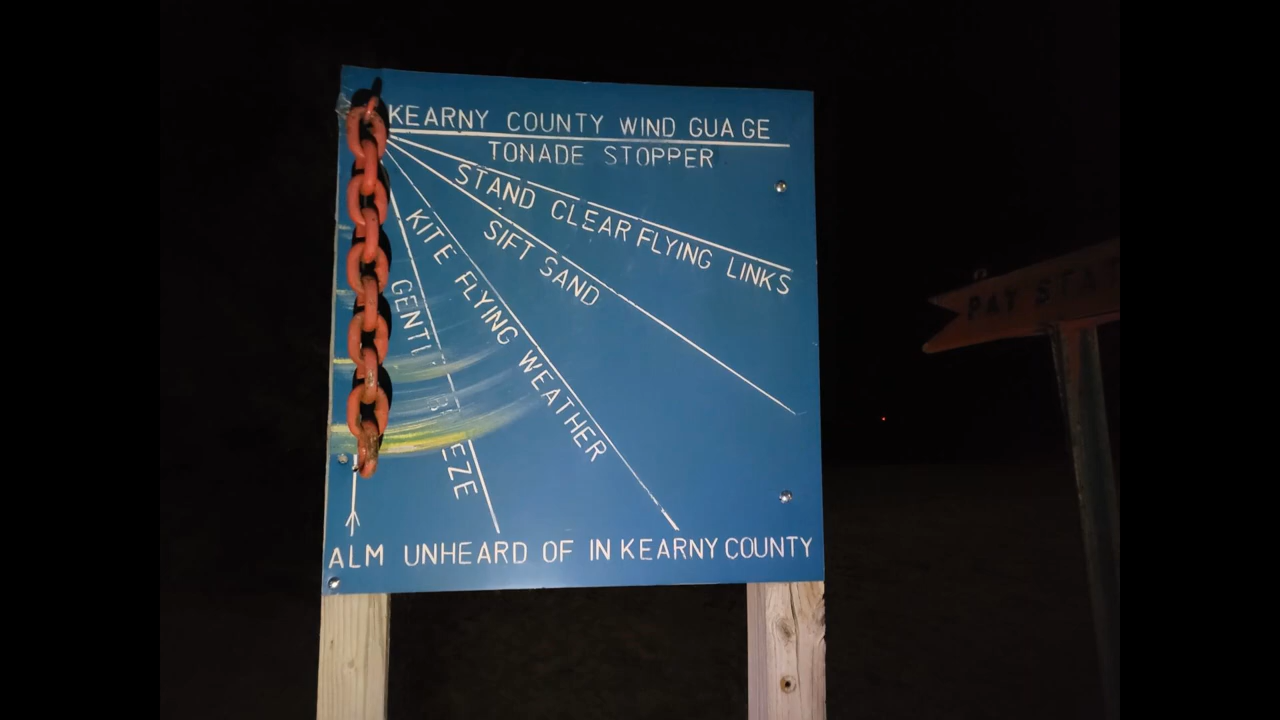 KEARNY COUNTY WIND GUAGE
TONADE STOPPER
STAND CLEAR FLYING LINKS
SIFT SAND
KITE FLYING WEATHER
ALM UNHEARD OF IN KEARNY COUNTY
PAY